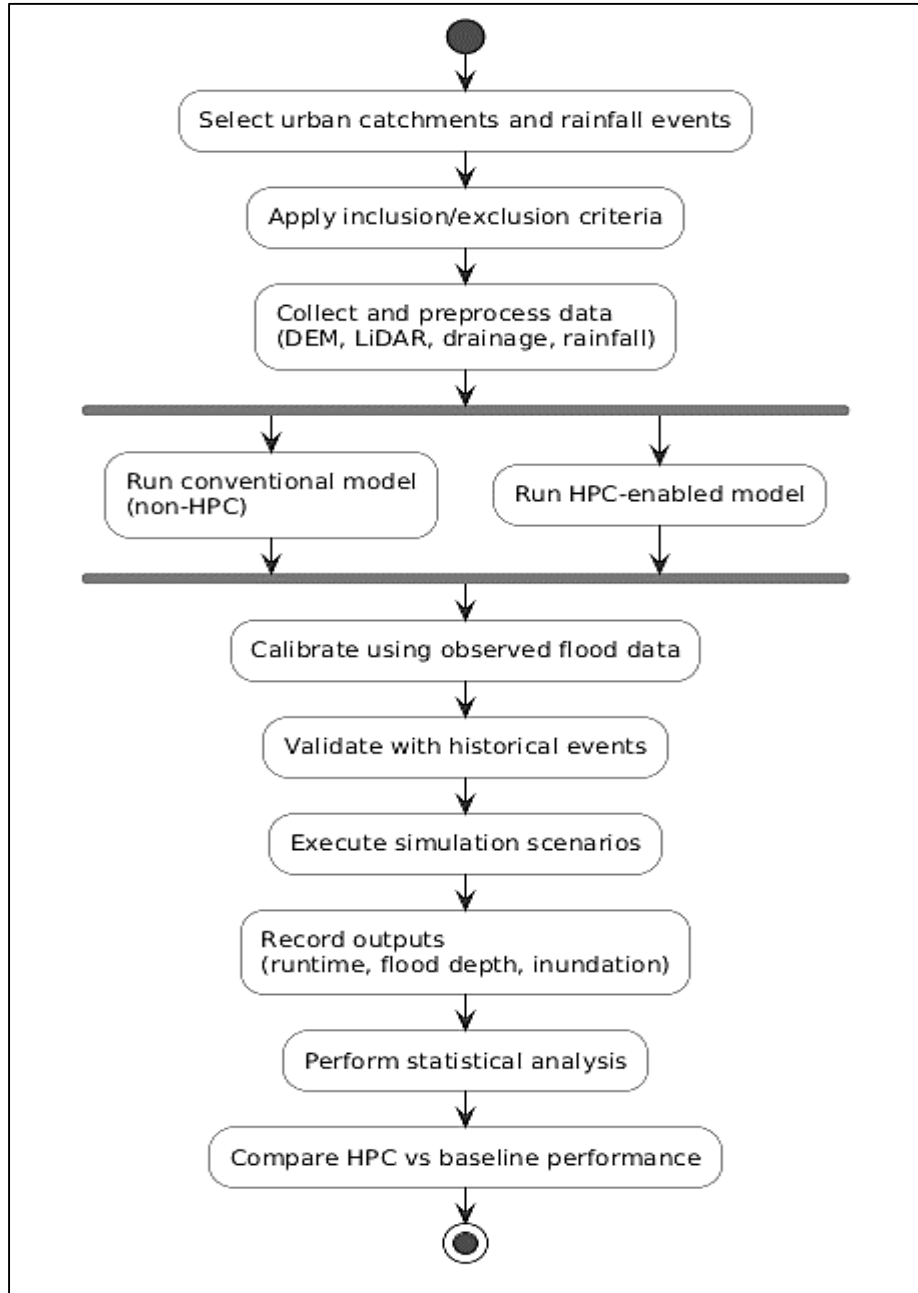 Select urban catchments and rainfall events
Apply inclusion/exclusion criteria
Collect and preprocess data
(DEM, LiDAR, drainage, rainfall)
Run conventional model
(non-HPC)
Run HPC-enabled model
Calibrate using observed flood data
Validate with historical events
Execute simulation scenarios
Record outputs
(runtime, flood depth, inundation)
Perform statistical analysis
Compare HPC vs baseline performance